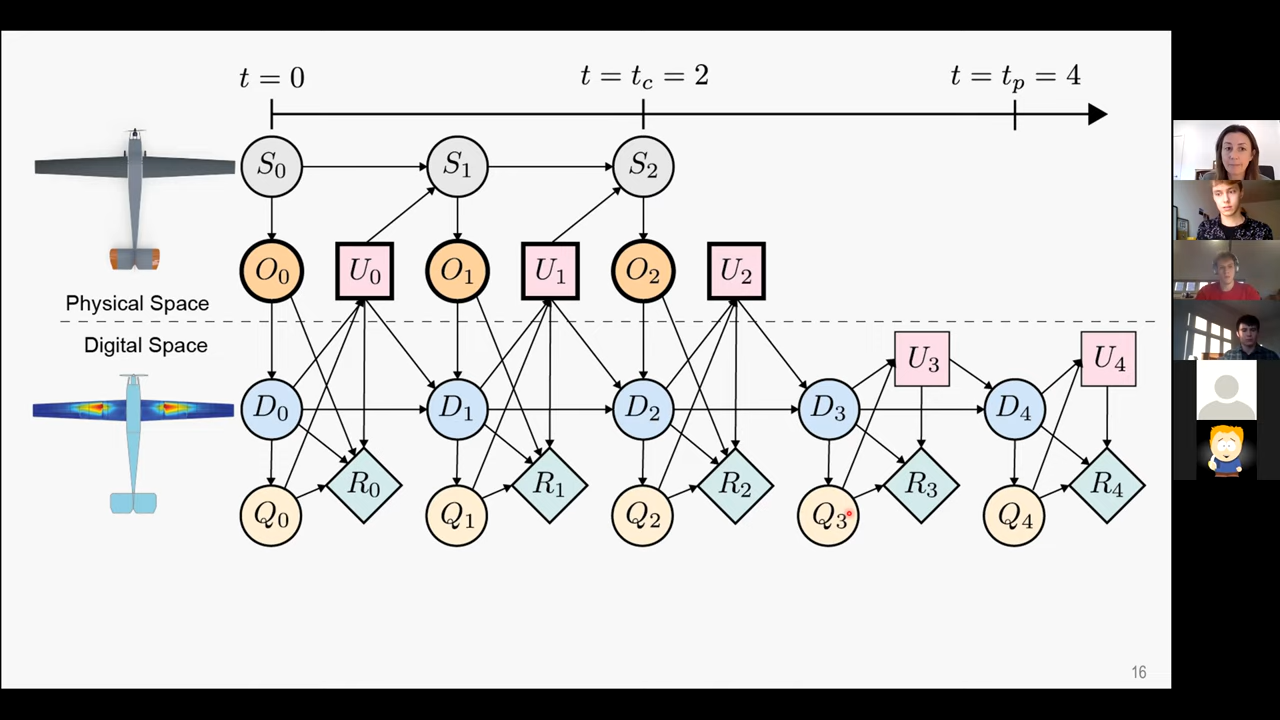 t = 0 t = t_c = 2 t = t_p = 4
S_0 S_1 S_2
O_0 U_0 O_1 U_1 O_2 U_2
Physical Space
Digital Space
U_3 U_4
D_0 D_1 D_2 D_3 D_4
R_0 R_1 R_2 R_3 R_4
Q_0 Q_1 Q_2 Q_3 Q_4
16